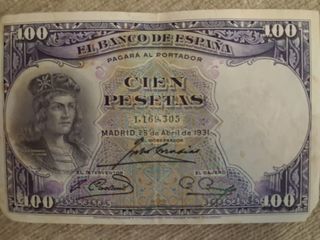 100 100
EL BANCO DE ESPAÑA
PAGARÁ AL PORTADOR
CIEN
PESETAS
1,169,305
MADRID, 25 de Abril de 1931
EL GOBERNADOR
EL INTERVENTOR EL CAJERO
100 100